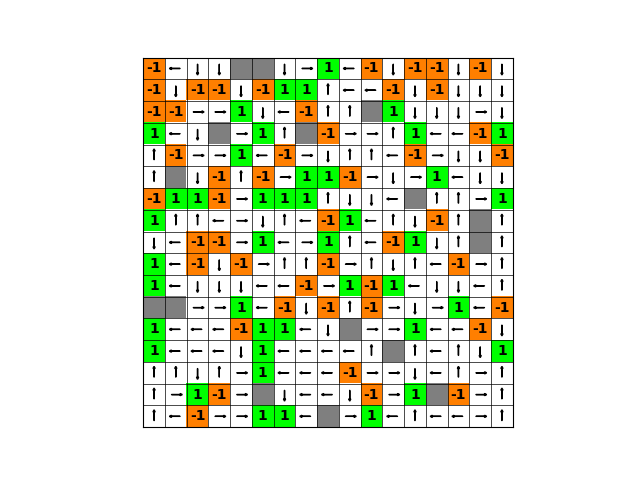 -1 ← ↓ ↓ ↓ → 1 ← -1 ↓ -1 -1 ↓ -1 ↓
-1 ↓ -1 -1 ↓ -1 1 1 ↑ ← ← -1 ↓ -1 ↓ ↓ ↓
-1 -1 → → 1 ↓ ← -1 ↑ ↑ 1 ↓ ↓ ↓ → ↓
1 ← ↓ → 1 ↑ -1 → → ↑ 1 ← ← -1 1
↑ -1 → → 1 ← -1 → ↓ ↑ ↑ ← -1 → ↓ ↓ -1
↑ ↓ -1 ↑ -1 → 1 1 -1 → ↓ → 1 ← ↓ ↓
-1 1 1 -1 → 1 1 1 ↑ ↓ ↓ ← ↑ ↑ → 1
1 ↑ ↑ ← → ↓ ↑ ← -1 1 ← ↑ ↓ -1 ↑ ↑
↓ ← -1 -1 → 1 ← → 1 ↑ ← -1 1 ↓ ↑ ↑
1 ← -1 ↓ -1 → ↑ ↑ -1 → ↑ ↓ ↑ ← -1 → ↑
1 ← ↓ ↓ ↓ ← ← -1 → 1 -1 1 ← ↓ ↓ ← ↑
→ → 1 ← -1 ↓ -1 ↑ -1 → ↓ → 1 ← -1
1 ← ← ← -1 1 1 ← ↓ → → 1 ← ← -1 ↓
1 ← ← ← ↓ 1 ← ← ← ← ↑ ↑ ← ↑ ↓ 1
↑ ↑ ↓ ↑ → 1 ← ← ← -1 → → ↓ ← ↑ → ↑
↑ → 1 -1 → ↓ ← ← ↓ -1 → 1 -1 → ↑
↑ ← -1 → → 1 1 ← → 1 ← ↑ ← ← → ↑